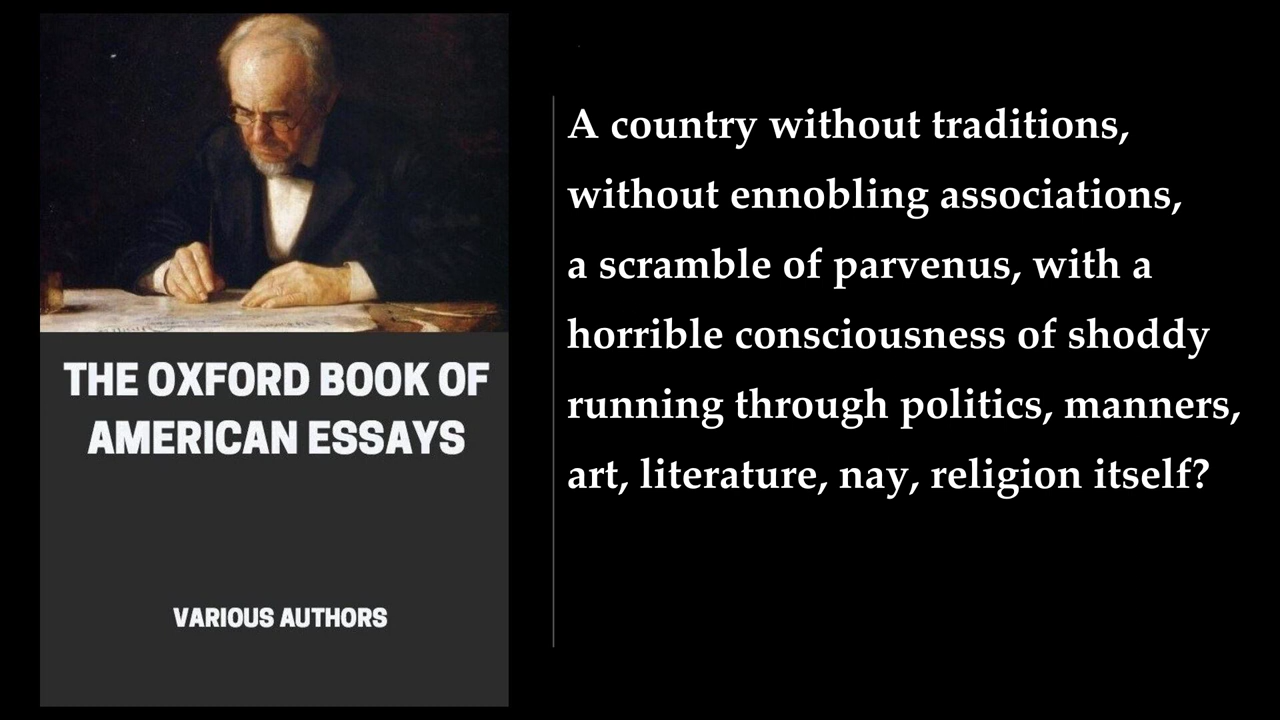 THE OXFORD BOOK OF
AMERICAN ESSAYS
VARIOUS AUTHORS
A country without traditions,
without ennobling associations,
a scramble of parvenus, with a
horrible consciousness of shoddy
running through politics, manners,
art, literature, nay, religion itself?